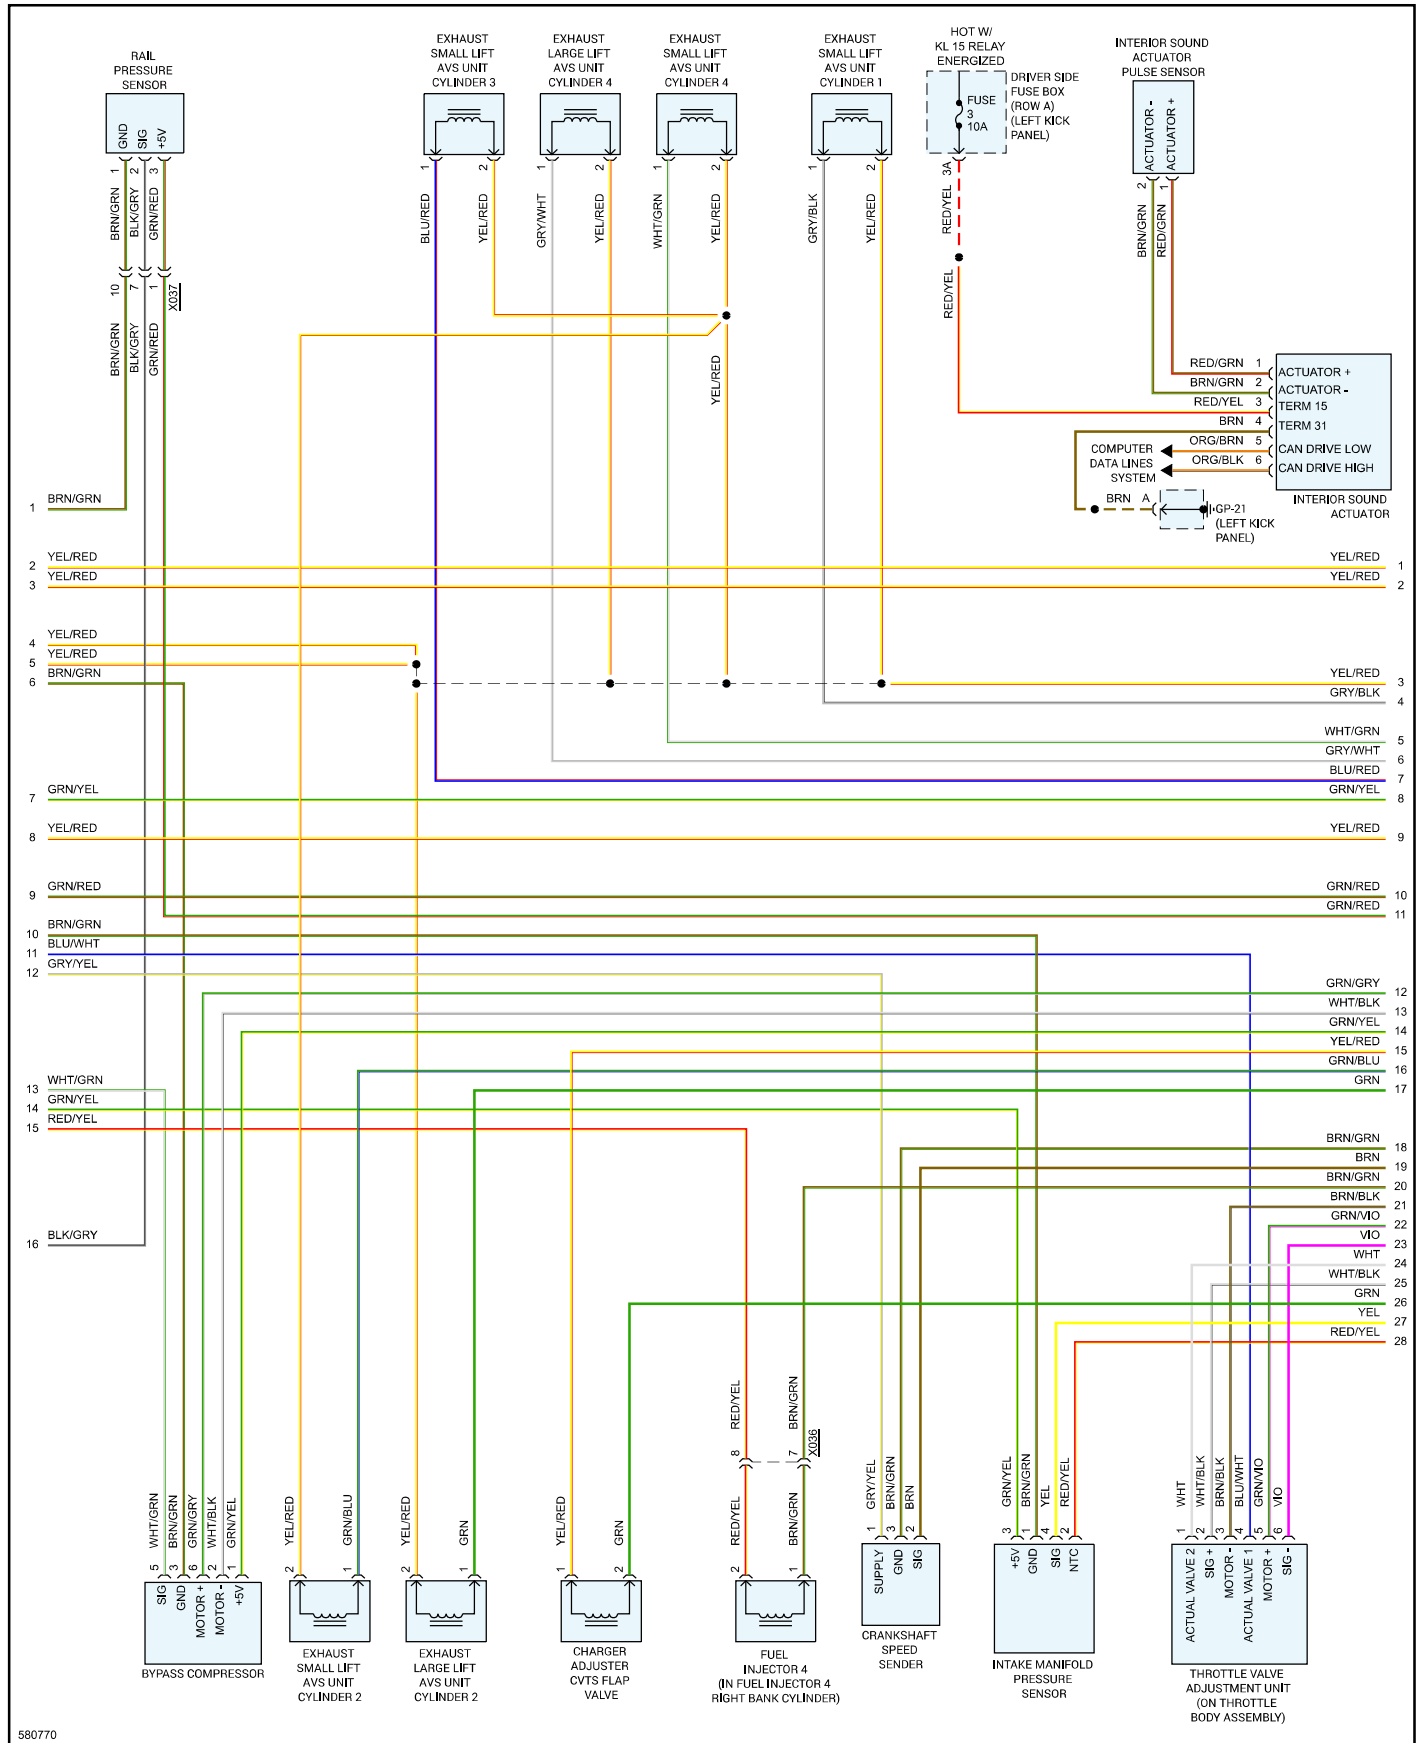 RAIL
PRESSURE
SENSOR
GND
SIG
+5V
1
2
3
BRN/GRN
BLK/GRY
GRN/RED
10
7
1
X037
BRN/GRN
BLK/GRY
GRN/RED
EXHAUST
SMALL LIFT
AVS UNIT
CYLINDER 3
1
2
BLU/RED
YEL/RED
EXHAUST
LARGE LIFT
AVS UNIT
CYLINDER 4
1
2
GRY/WHT
YEL/RED
EXHAUST
SMALL LIFT
AVS UNIT
CYLINDER 4
1
2
WHT/GRN
YEL/RED
YEL/RED
EXHAUST
SMALL LIFT
AVS UNIT
CYLINDER 1
1
2
GRY/BLK
YEL/RED
HOT W/
KL 15 RELAY
ENERGIZED
FUSE
3
10A
DRIVER SIDE
FUSE BOX
(ROW A)
(LEFT KICK
PANEL)
3A
RED/YEL
RED/YEL
INTERIOR SOUND
ACTUATOR
PULSE SENSOR
ACTUATOR -
ACTUATOR +
2
1
BRN/GRN
RED/GRN
RED/GRN 1 ACTUATOR +
BRN/GRN 2 ACTUATOR -
RED/YEL 3 TERM 15
BRN 4 TERM 31
ORG/BRN 5 CAN DRIVE LOW
ORG/BLK 6 CAN DRIVE HIGH
COMPUTER
DATA LINES
SYSTEM
INTERIOR SOUND
ACTUATOR
BRN A
GP-21
(LEFT KICK
PANEL)
1 BRN/GRN
2 YEL/RED
3 YEL/RED
4 YEL/RED
5 YEL/RED
6 BRN/GRN
7 GRN/YEL
8 YEL/RED
9 GRN/RED
10 BRN/GRN
11 BLU/WHT
12 GRY/YEL
13 WHT/GRN
14 GRN/YEL
15 RED/YEL
16 BLK/GRY
YEL/RED 1
YEL/RED 2
YEL/RED 3
GRY/BLK 4
WHT/GRN 5
GRY/WHT 6
BLU/RED 7
GRN/YEL 8
YEL/RED 9
GRN/RED 10
GRN/RED 11
GRN/GRY 12
WHT/BLK 13
GRN/YEL 14
YEL/RED 15
GRN/BLU 16
GRN 17
BRN/GRN 18
BRN 19
BRN/GRN 20
BRN/BLK 21
GRN/VIO 22
VIO 23
WHT 24
WHT/BLK 25
GRN 26
YEL 27
RED/YEL 28
WHT/GRN
BRN/GRN
GRN/GRY
WHT/BLK
GRN/YEL
5
3
6
2
1
SIG
GND
MOTOR +
MOTOR -
+5V
BYPASS COMPRESSOR
YEL/RED
GRN/BLU
2
1
EXHAUST
SMALL LIFT
AVS UNIT
CYLINDER 2
YEL/RED
GRN
2
1
EXHAUST
LARGE LIFT
AVS UNIT
CYLINDER 2
YEL/RED
GRN
1
2
CHARGER
ADJUSTER
CVTS FLAP
VALVE
RED/YEL
BRN/GRN
8
7
X036
RED/YEL
BRN/GRN
2
1
FUEL
INJECTOR 4
(IN FUEL INJECTOR 4
RIGHT BANK CYLINDER)
GRY/YEL
BRN/GRN
BRN
1
3
2
SUPPLY
GND
SIG
CRANKSHAFT
SPEED
SENDER
GRN/YEL
BRN/GRN
YEL
RED/YEL
3
1
4
2
+5V
GND
SIG
NTC
INTAKE MANIFOLD
PRESSURE
SENSOR
WHT
WHT/BLK
BRN/BLK
BLU/WHT
GRN/VIO
VIO
1
2
3
4
5
6
ACTUAL VALVE 2
SIG +
MOTOR -
ACTUAL VALVE 1
MOTOR +
SIG -
THROTTLE VALVE
ADJUSTMENT UNIT
(ON THROTTLE
BODY ASSEMBLY)
580770